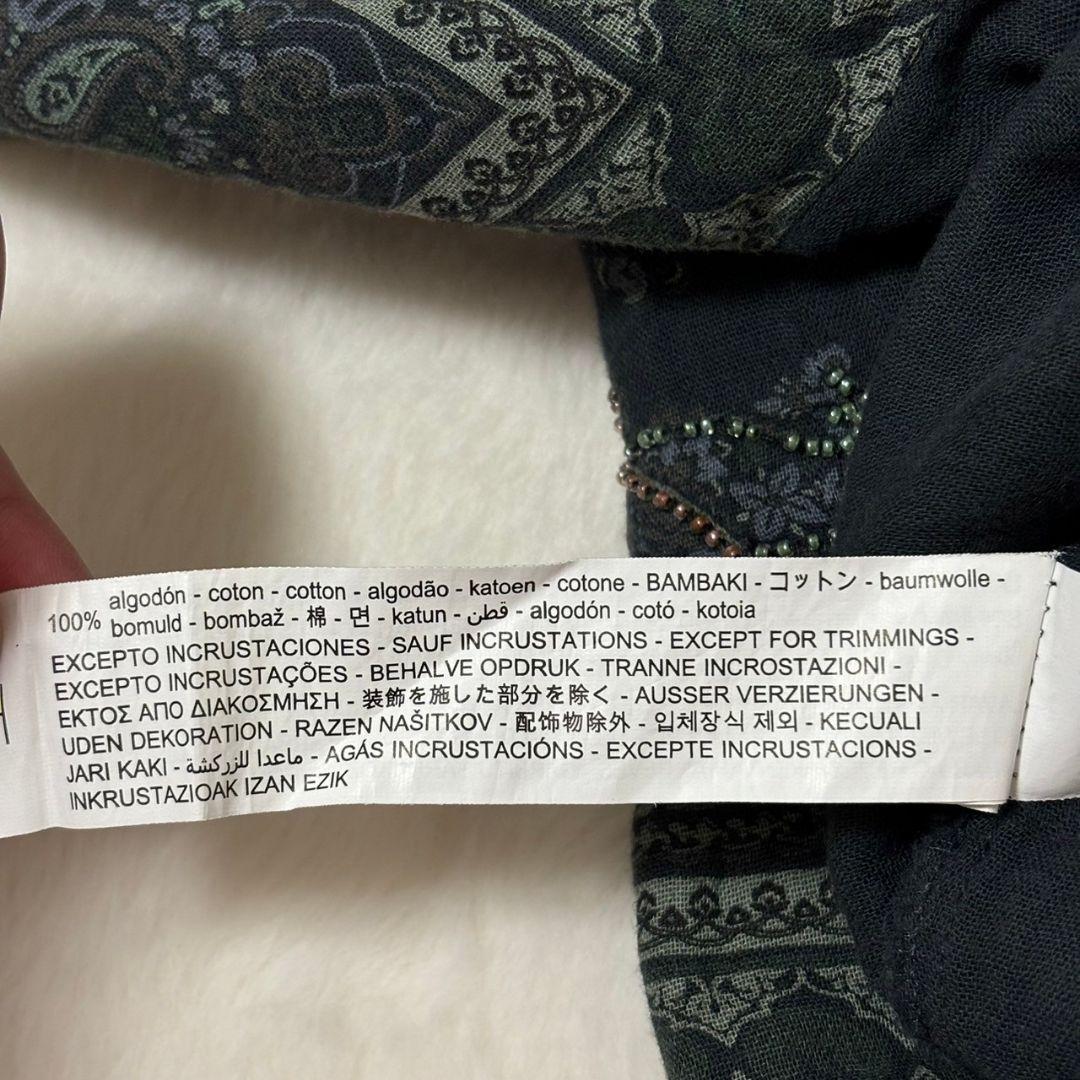 100% algodón - coton - cotton - algodão - katoen - cotone - BAMBAKI - コットン - baumwolle -
bomuld - bombaž - 棉 - 면 - katun - قطن - algodón - cotó - kotoia
EXCEPTO INCRUSTACIONES - SAUF INCRUSTATIONS - EXCEPT FOR TRIMMINGS -
EXCEPTO INCRUSTAÇÕES - BEHALVE OPDRUK - TRANNE INCROSTAZIONI -
ΕΚΤΟΣ ΑΠΟ ΔΙΑΚΟΣΜΗΣΗ - 装飾を施した部分を除く - AUSSER VERZIERUNGEN -
UDEN DEKORATION - RAZEN NAŠITKOV - 配饰物除外 - 입체장식 제외 - KECUALI
JARI KAKI - ماعدا للزركشة - AGÁS INCRUSTACIÓNS - EXCEPTE INCRUSTACIONS -
INKRUSTAZIOAK IZAN EZIK